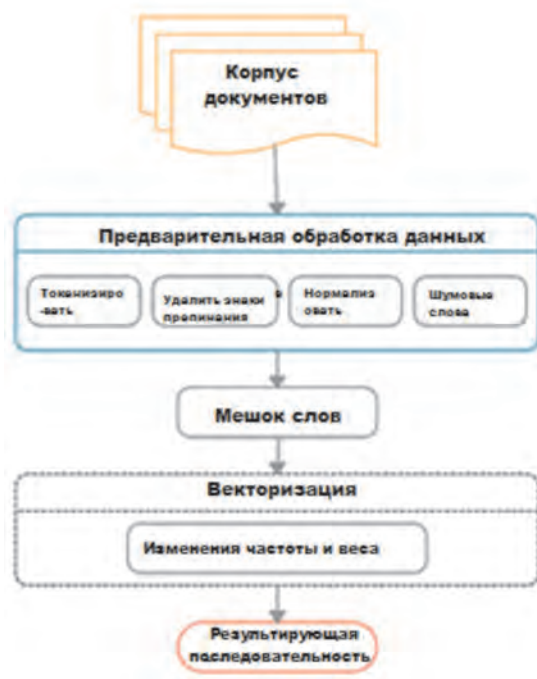 Корпус
документов
Предварительная обработка данных
Токанизиро
-вать
Удалить знаки
препинания
в
Нормализ
овать
Шумовые
слова
Мешок слов
Векторизация
Изменения частоты и веса
Результирующая
последовательность